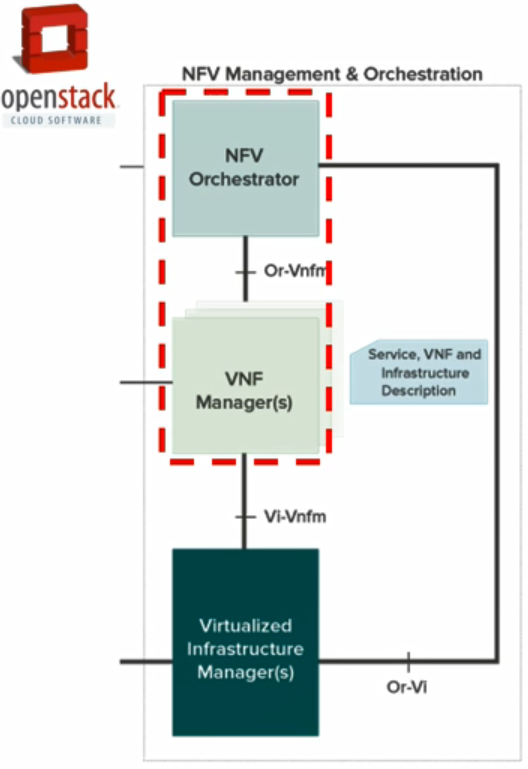 openstack
CLOUD SOFTWARE
NFV Management & Orchestration
NFV
Orchestrator
Or-Vnfm
VNF
Manager(s)
Service, VNF and
Infrastructure
Description
Vi-Vnfm
Virtualized
Infrastructure
Manager(s)
Or-Vi